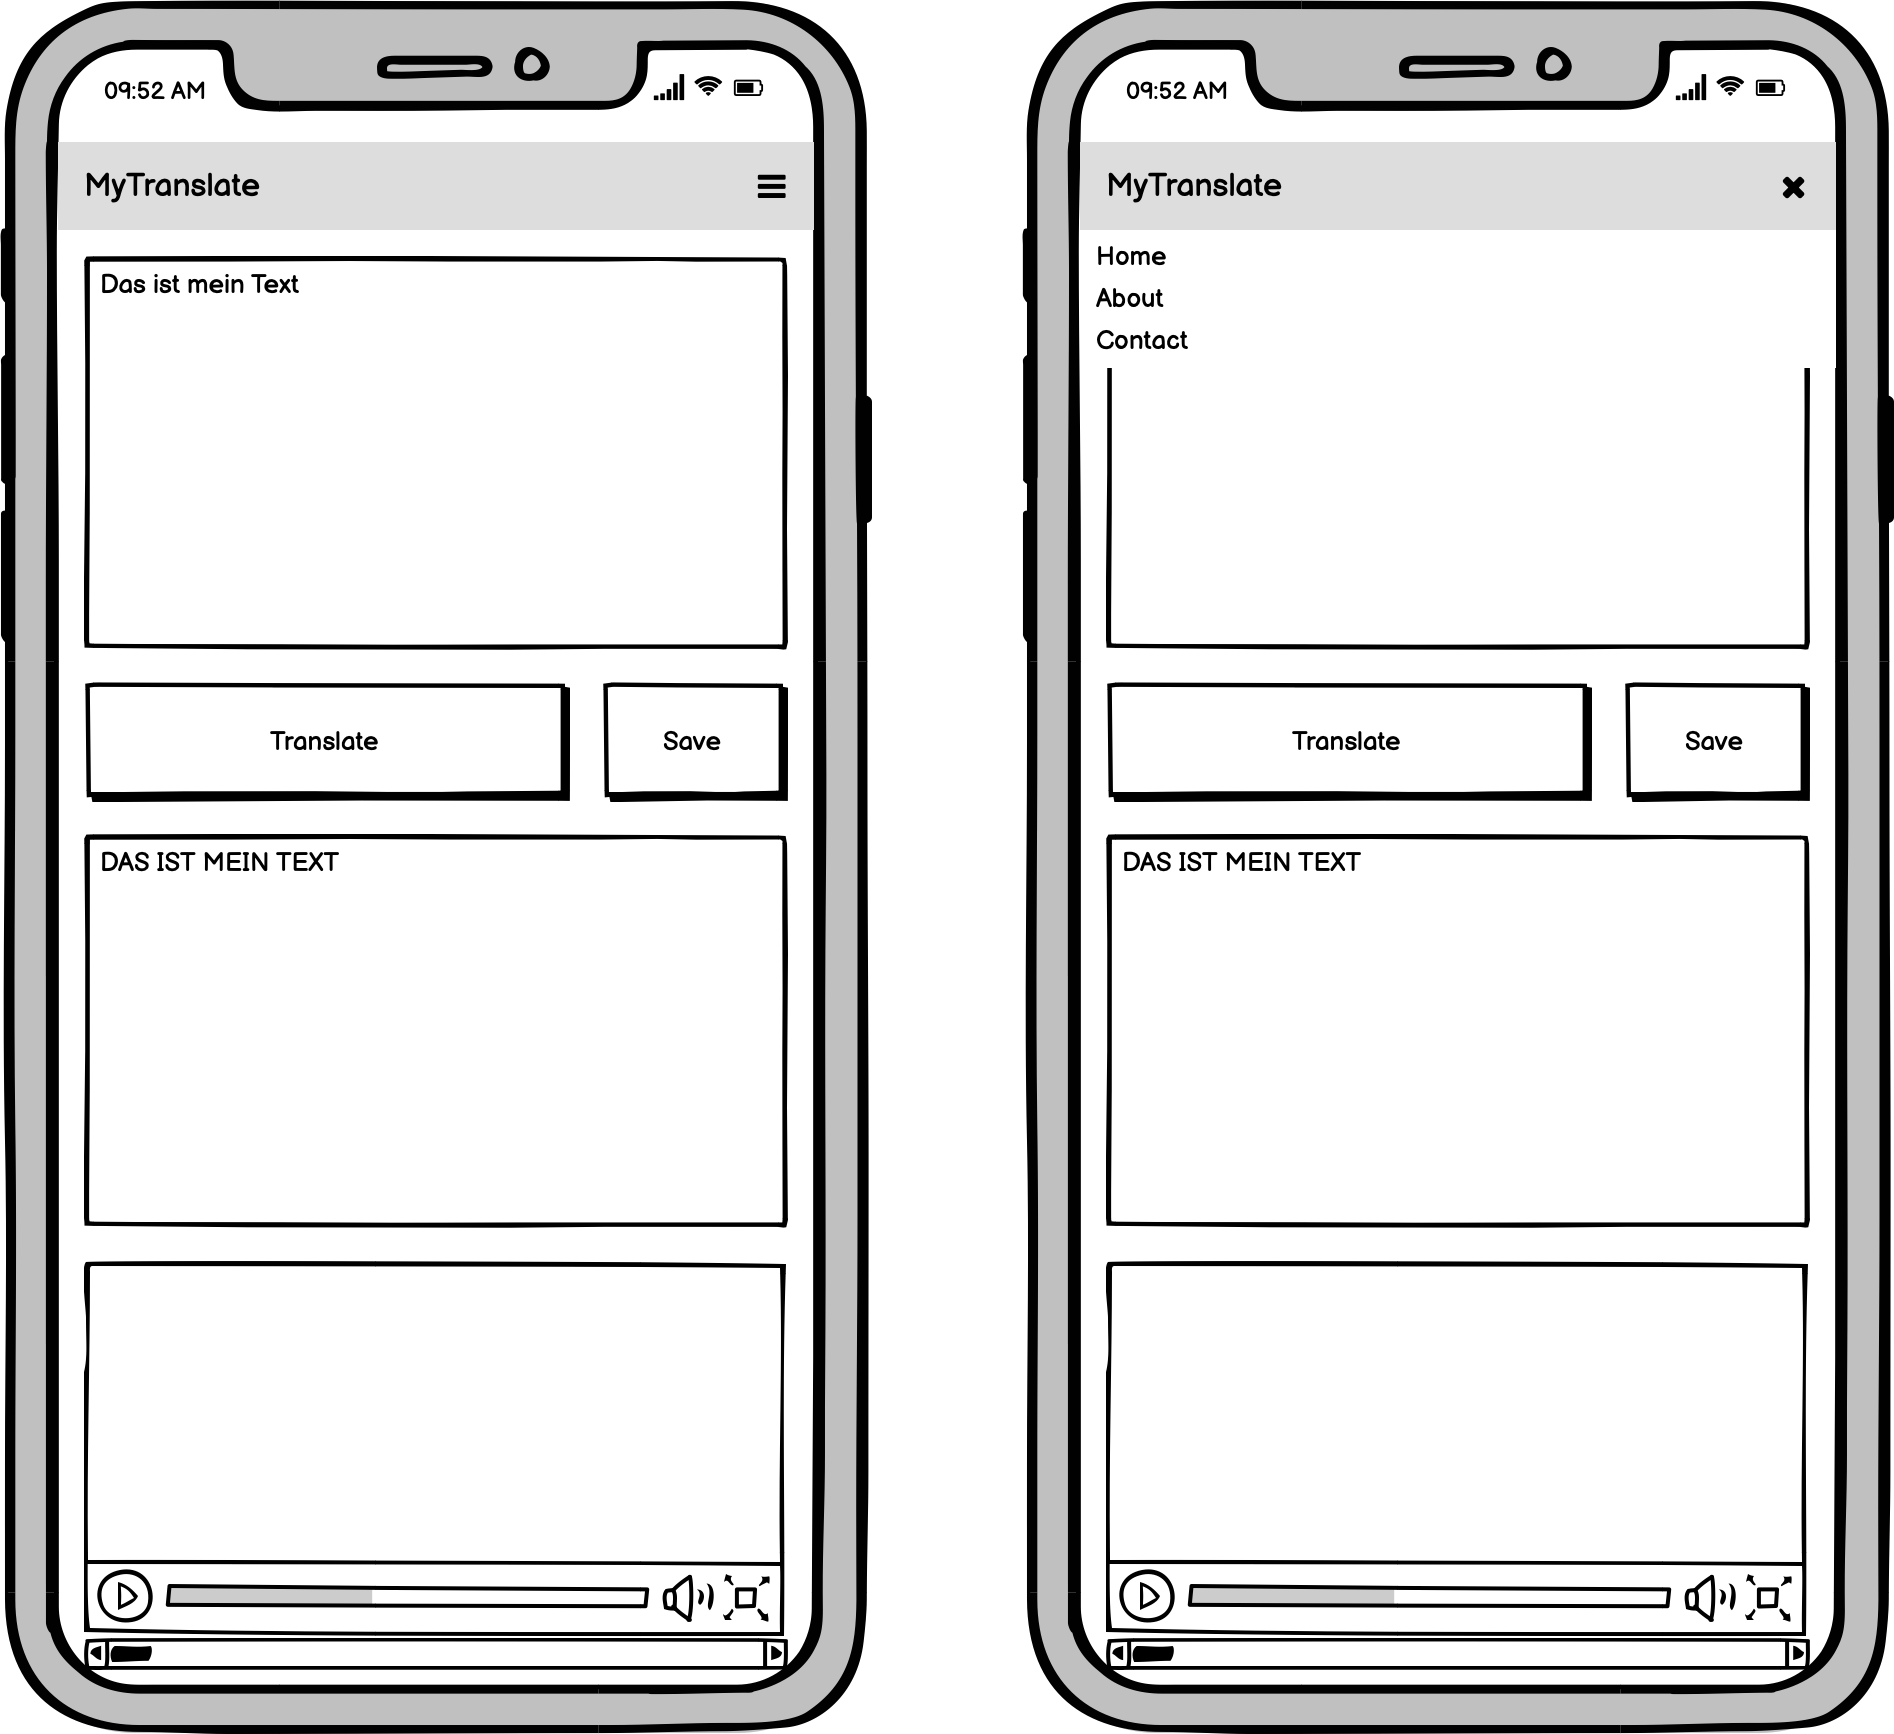 09:52 AM
MyTranslate
Das ist mein Text
Translate
Save
DAS IST MEIN TEXT
09:52 AM
MyTranslate
Home
About
Contact
Translate
Save
DAS IST MEIN TEXT